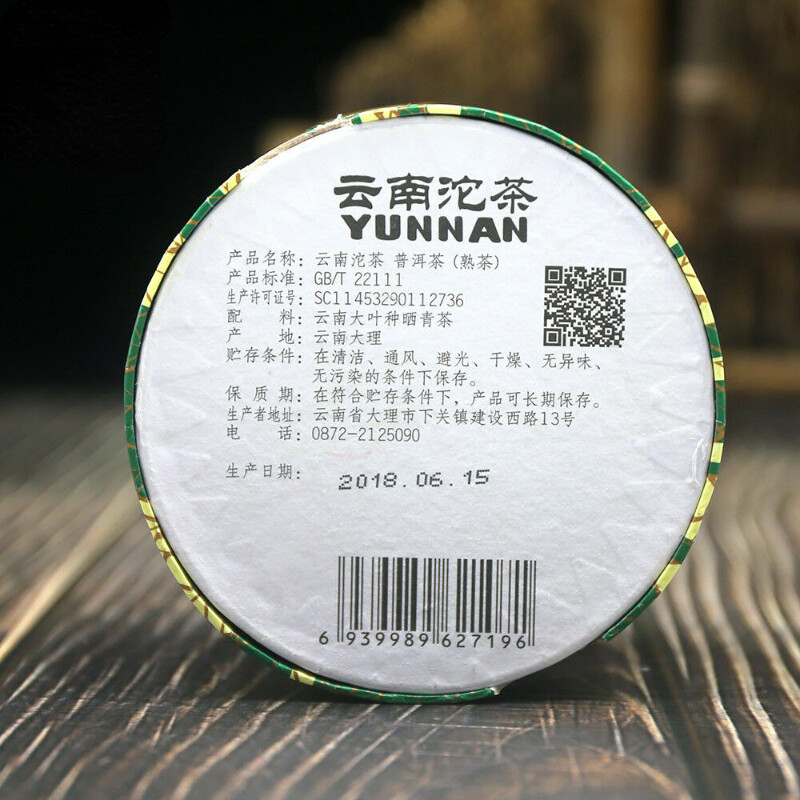 云南沱茶
YUNNAN
产品名称：云南沱茶 普洱茶(熟茶)
产品标准：GB/T 22111
生产许可证号：SC11453290112736
配 料：云南大叶种晒青茶
产 地：云南大理
贮存条件：在清洁、通风、避光、干燥、无异味、
无污染的条件下保存。
保 质 期：在符合贮存条件下，产品可长期保存。
生产者地址：云南省大理市下关镇建设西路13号
电 话：0872-2125090
生产日期：2018.06.15
6 939989 627196